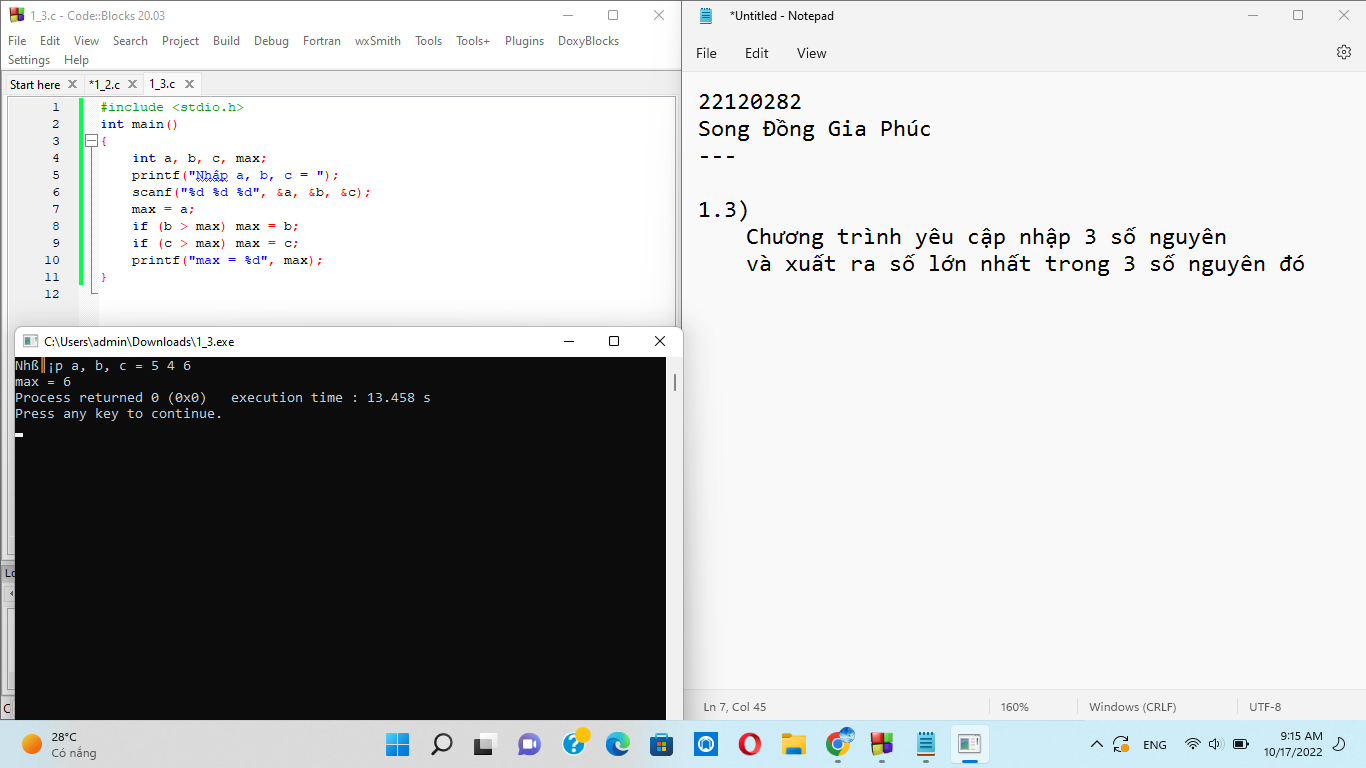 1_3.c - Code::Blocks 20.03
File Edit View Search Project Build Debug Fortran wxSmith Tools Tools+ Plugins DoxyBlocks
Settings Help
Start here *1_2.c 1_3.c
1 #include <stdio.h>
2 int main()
3 {
4 int a, b, c, max;
5 printf("Nhập a, b, c = ");
6 scanf("%d %d %d", &a, &b, &c);
7 max = a;
8 if (b > max) max = b;
9 if (c > max) max = c;
10 printf("max = %d", max);
11 }
12
C:\Users\admin\Downloads\1_3.exe
Nhß║¡p a, b, c = 5 4 6
max = 6
Process returned 0 (0x0) execution time : 13.458 s
Press any key to continue.
*Untitled - Notepad
File Edit View
22120282
Song Đồng Gia Phúc
---
1.3)
Chương trình yêu cập nhập 3 số nguyên
và xuất ra số lớn nhất trong 3 số nguyên đó
Ln 7, Col 45 160% Windows (CRLF) UTF-8
28°C
Có nắng
ENG
9:15 AM
10/17/2022